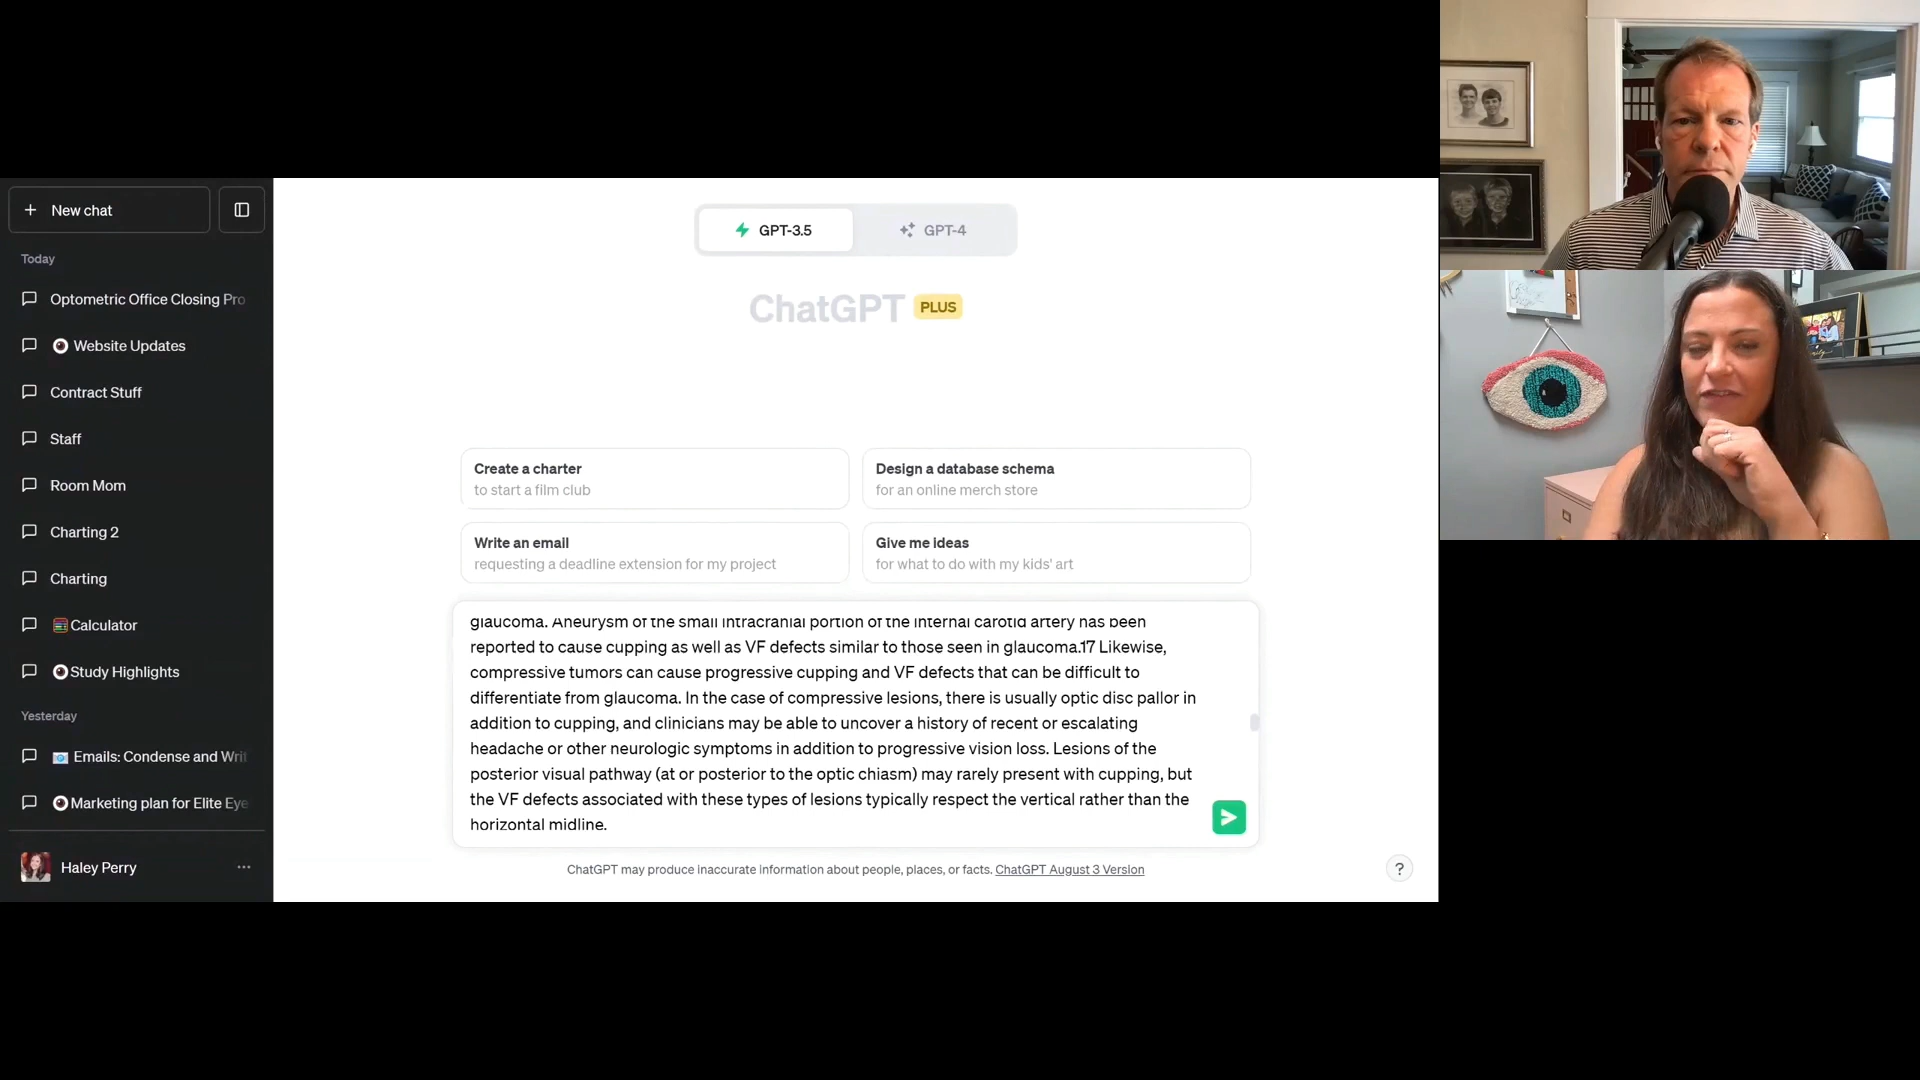 New chat
Today
Optometric Office Closing Pro
Website Updates
Contract Stuff
Staff
Room Mom
Charting 2
Charting
Calculator
Study Highlights
Yesterday
Emails: Condense and Wri
Marketing plan for Elite Eye
Haley Perry
GPT-3.5
GPT-4
ChatGPT PLUS
Create a charter
to start a film club
Design a database schema
for an online merch store
Write an email
requesting a deadline extension for my project
Give me ideas
for what to do with my kids' art
glaucoma. Aneurysm of the small intracranial portion of the internal carotid artery has been
reported to cause cupping as well as VF defects similar to those seen in glaucoma.17 Likewise,
compressive tumors can cause progressive cupping and VF defects that can be difficult to
differentiate from glaucoma. In the case of compressive lesions, there is usually optic disc pallor in
addition to cupping, and clinicians may be able to uncover a history of recent or escalating
headache or other neurologic symptoms in addition to progressive vision loss. Lesions of the
posterior visual pathway (at or posterior to the optic chiasm) may rarely present with cupping, but
the VF defects associated with these types of lesions typically respect the vertical rather than the
horizontal midline.
ChatGPT may produce inaccurate information about people, places, or facts. ChatGPT August 3 Version
?